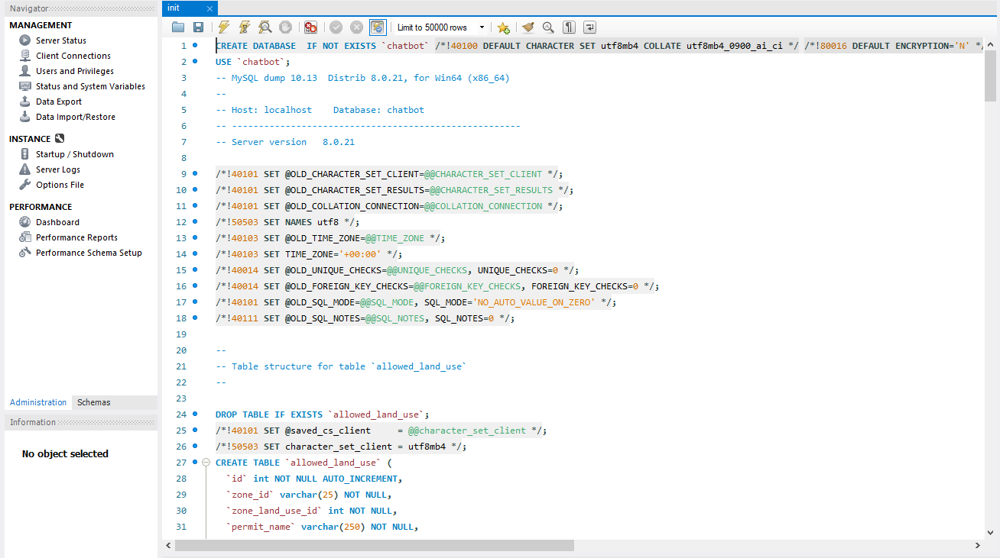 Navigator
MANAGEMENT
Server Status
Client Connections
Users and Privileges
Status and System Variables
Data Export
Data Import/Restore
INSTANCE
Startup / Shutdown
Server Logs
Options File
PERFORMANCE
Dashboard
Performance Reports
Performance Schema Setup
Administration Schemas
Information
No object selected
init
Limit to 50000 rows
1 CREATE DATABASE  IF NOT EXISTS `chatbot` /*!40100 DEFAULT CHARACTER SET utf8mb4 COLLATE utf8mb4_0900_ai_ci */ /*!80016 DEFAULT ENCRYPTION='N' */
2 USE `chatbot`;
3 -- MySQL dump 10.13  Distrib 8.0.21, for Win64 (x86_64)
4 --
5 -- Host: localhost    Database: chatbot
6 -- ------------------------------------------------------
7 -- Server version   8.0.21
8
9 /*!40101 SET @OLD_CHARACTER_SET_CLIENT=@@CHARACTER_SET_CLIENT */;
10 /*!40101 SET @OLD_CHARACTER_SET_RESULTS=@@CHARACTER_SET_RESULTS */;
11 /*!40101 SET @OLD_COLLATION_CONNECTION=@@COLLATION_CONNECTION */;
12 /*!50503 SET NAMES utf8 */;
13 /*!40103 SET @OLD_TIME_ZONE=@@TIME_ZONE */;
14 /*!40103 SET TIME_ZONE='+00:00' */;
15 /*!40014 SET @OLD_UNIQUE_CHECKS=@@UNIQUE_CHECKS, UNIQUE_CHECKS=0 */;
16 /*!40014 SET @OLD_FOREIGN_KEY_CHECKS=@@FOREIGN_KEY_CHECKS, FOREIGN_KEY_CHECKS=0 */;
17 /*!40101 SET @OLD_SQL_MODE=@@SQL_MODE, SQL_MODE='NO_AUTO_VALUE_ON_ZERO' */;
18 /*!40111 SET @OLD_SQL_NOTES=@@SQL_NOTES, SQL_NOTES=0 */;
19
20 --
21 -- Table structure for table `allowed_land_use`
22 --
23
24 DROP TABLE IF EXISTS `allowed_land_use`;
25 /*!40101 SET @saved_cs_client     = @@character_set_client */;
26 /*!50503 SET character_set_client = utf8mb4 */;
27 CREATE TABLE `allowed_land_use` (
28 `id` int NOT NULL AUTO_INCREMENT,
29 `zone_id` varchar(25) NOT NULL,
30 `zone_land_use_id` int NOT NULL,
31 `permit_name` varchar(250) NOT NULL,